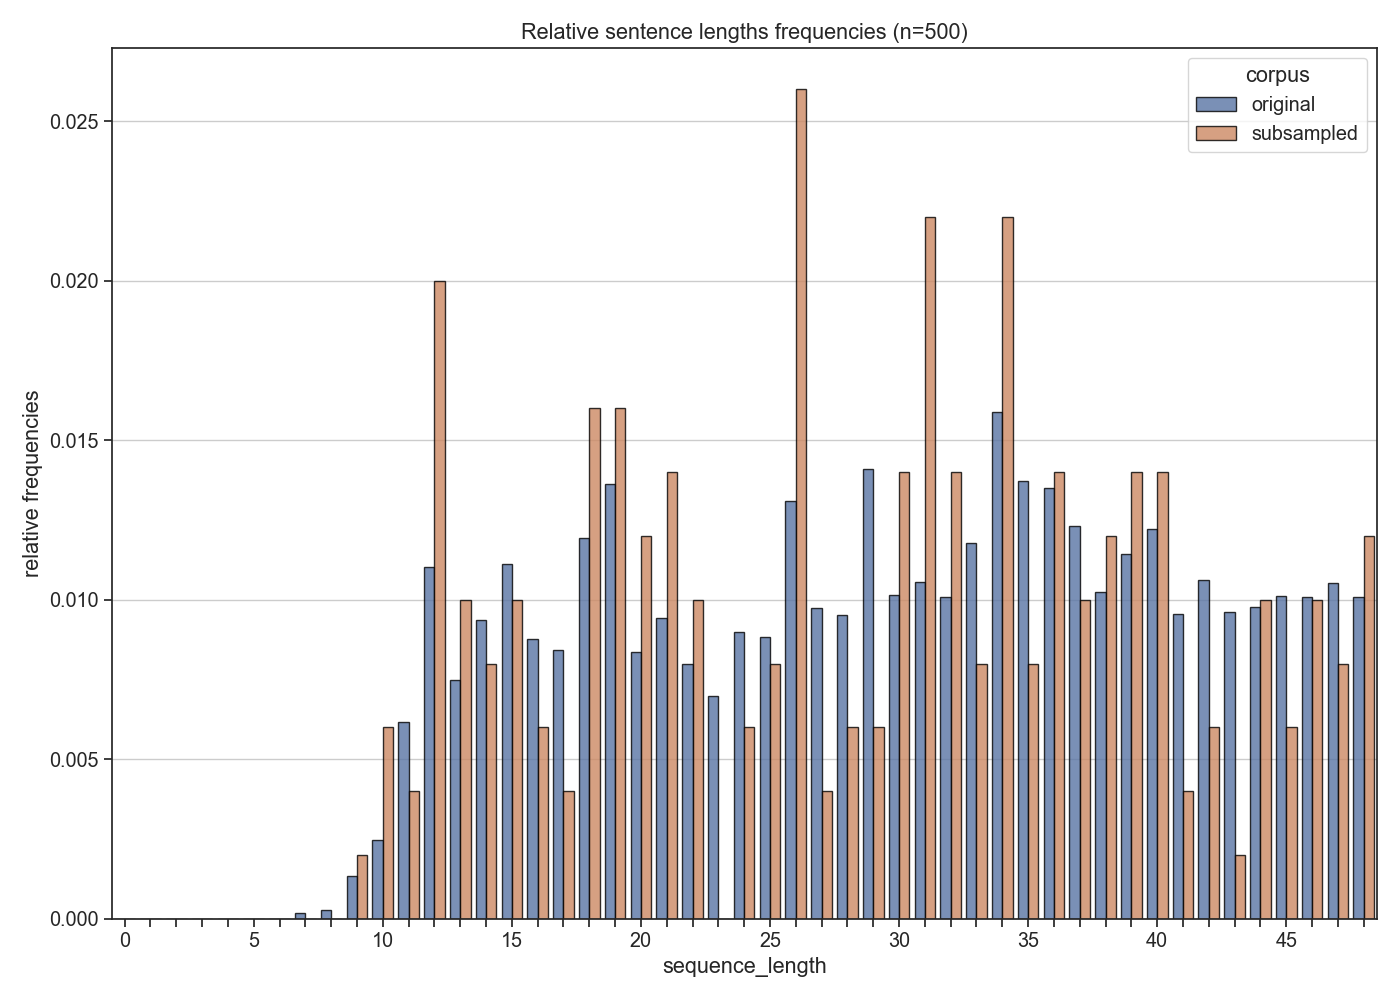 Relative sentence lengths frequencies (n=500)
corpus
original
subsampled
relative frequencies
0.025
0.020
0.015
0.010
0.005
0.000
0 5 10 15 20 25 30 35 40 45
sequence_length